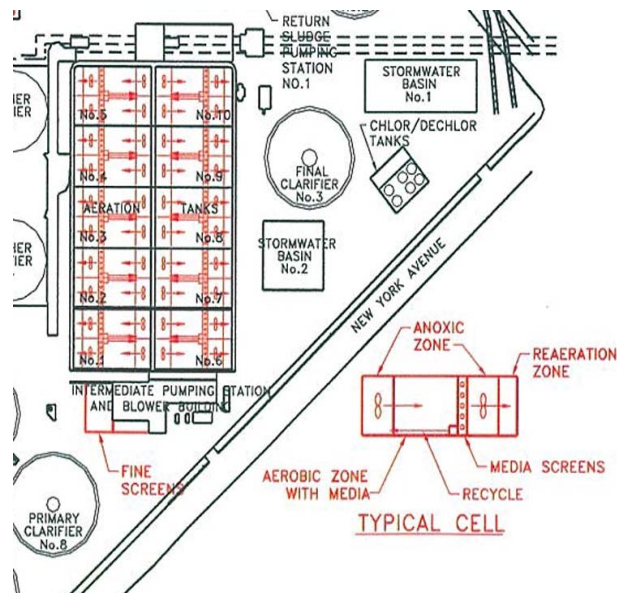 RETURN
SLUDGE
PUMPING
STATION
NO.1
STORMWATER
BASIN
No.1
CHLOR/DECHLOR
TANKS
No.5
No.10
FINAL
CLARIFIER
No.3
No.4
No.9
AERATION TANKS
No.3
No.8
STORMWATER
BASIN
No.2
No.2
No.7
NEW YORK AVENUE
No.1
No.6
INTERMEDIATE PUMPING STATION
AND BLOWER BUILDING
FINE
SCREENS
PRIMARY
CLARIFIER
No.8
ANOXIC
ZONE
REAERATION
ZONE
AEROBIC ZONE
WITH MEDIA
MEDIA SCREENS
RECYCLE
TYPICAL CELL